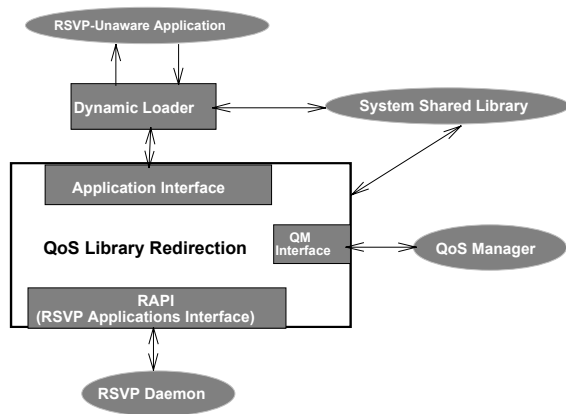 RSVP-Unaware Application
Dynamic Loader
System Shared Library
Application Interface
QoS Library Redirection
QM
Interface
QoS Manager
RAPI
(RSVP Applications Interface)
RSVP Daemon